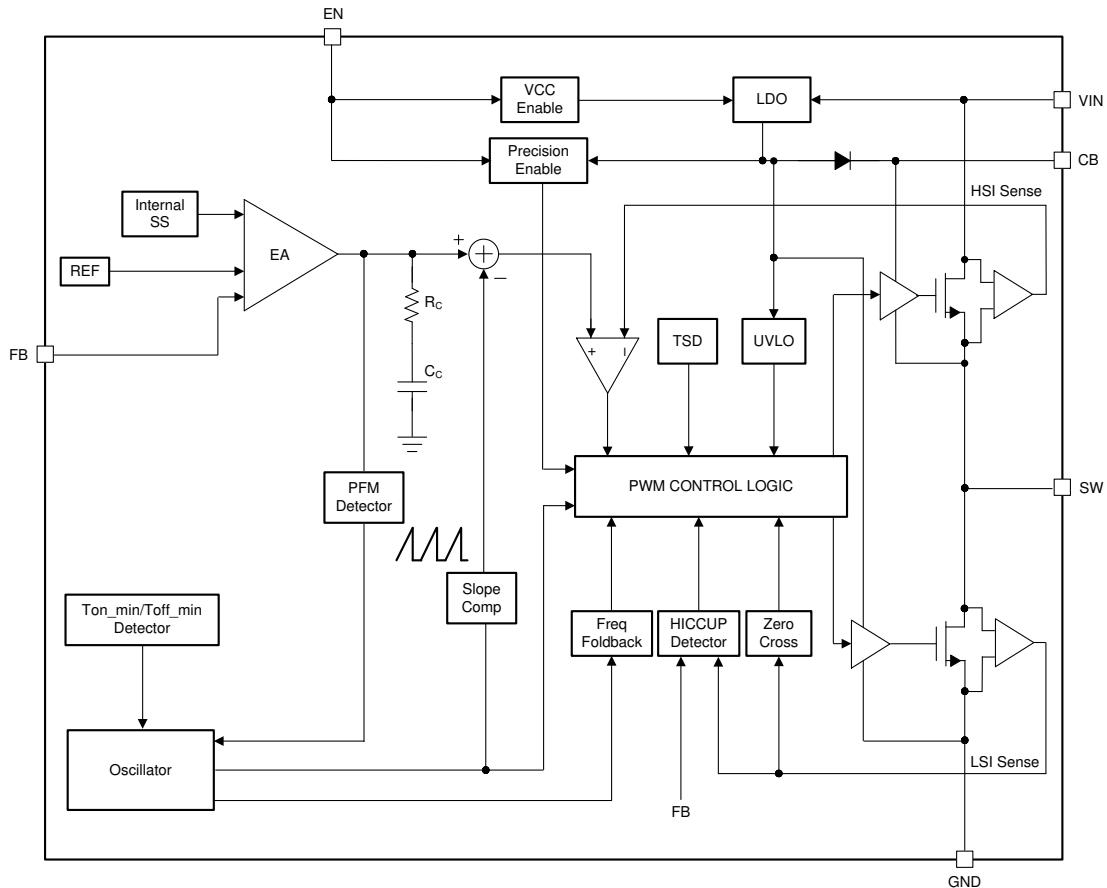 EN
VCC
Enable
LDO
VIN
Precision
Enable
CB
HSI Sense
Internal
SS
EA
+
+
−
REF
RC
FB
+
−
TSD
UVLO
CC
PWM CONTROL LOGIC
SW
PFM
Detector
Slope
Comp
Ton_min/Toff_min
Detector
Freq
Foldback
HICCUP
Detector
Zero
Cross
Oscillator
LSI Sense
FB
GND